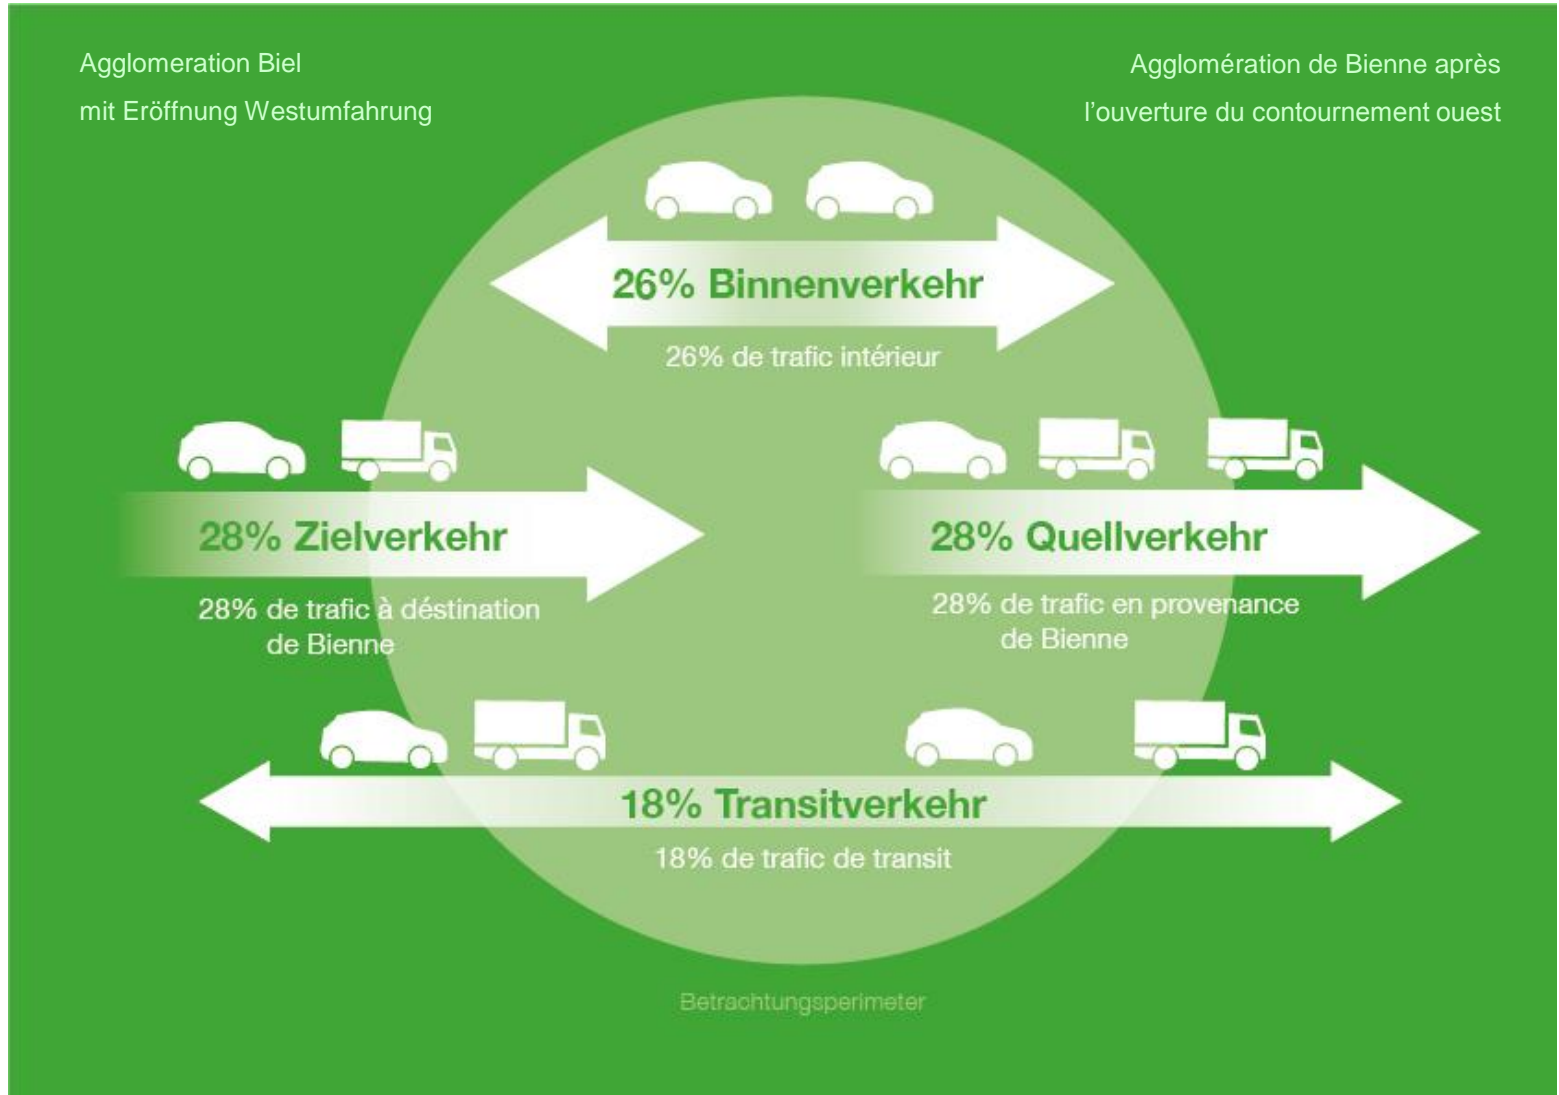 Agglomeration Biel
mit Eröffnung Westumfahrung
Agglomération de Bienne après
l'ouverture du contournement ouest
26% Binnenverkehr
26% de trafic intérieur
28% Zielverkehr
28% de trafic à déstination
de Bienne
28% Quellverkehr
28% de trafic en provenance
de Bienne
18% Transitverkehr
18% de trafic de transit
Betrachtungsperimeter